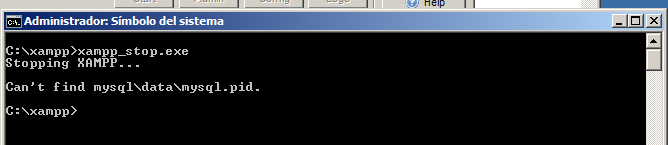 Start Admin Config Logs Help
Administrador: Símbolo del sistema
C:\xampp>xampp_stop.exe
Stopping XAMPP...
Can't find mysql\data\mysql.pid.
C:\xampp>